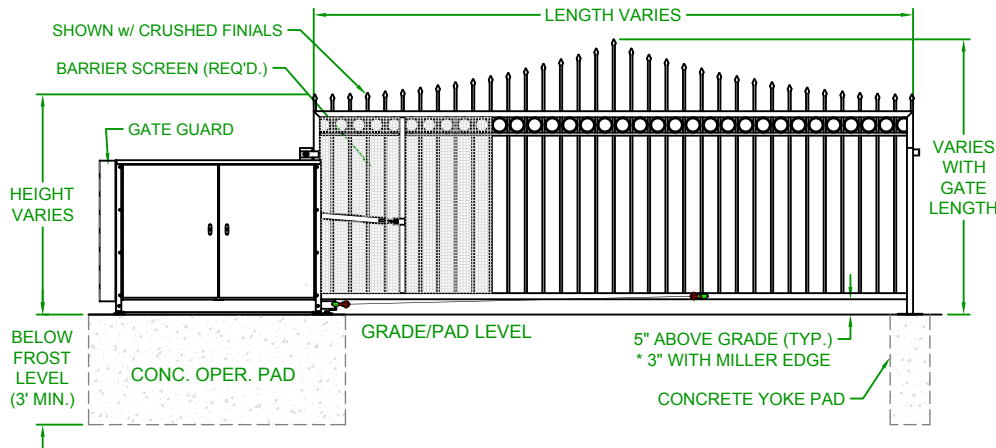 LENGTH VARIES
SHOWN w/ CRUSHED FINIALS
BARRIER SCREEN (REQ'D.)
GATE GUARD
HEIGHT
VARIES
VARIES
WITH
GATE
LENGTH
GRADE/PAD LEVEL
5" ABOVE GRADE (TYP.)
* 3" WITH MILLER EDGE
BELOW
FROST
LEVEL
(3' MIN.)
CONC. OPER. PAD
CONCRETE YOKE PAD